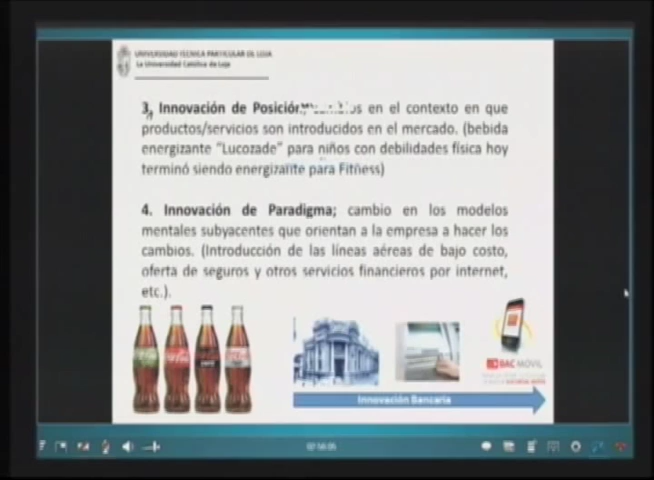 UNIVERSIDAD TÉCNICA PARTICULAR DE LOJA
La Universidad Católica de Loja
3. Innovación de Posición; en el contexto en que
productos/servicios son introducidos en el mercado. (bebida
energizante "Lucozade" para niños con debilidades física hoy
terminó siendo energizante para Fitness)
4. Innovación de Paradigma; cambio en los modelos
mentales subyacentes que orientan a la empresa a hacer los
cambios. (Introducción de las líneas aéreas de bajo costo,
oferta de seguros y otros servicios financieros por internet,
etc.).
BAC MÓVIL
Innovación Bancaria